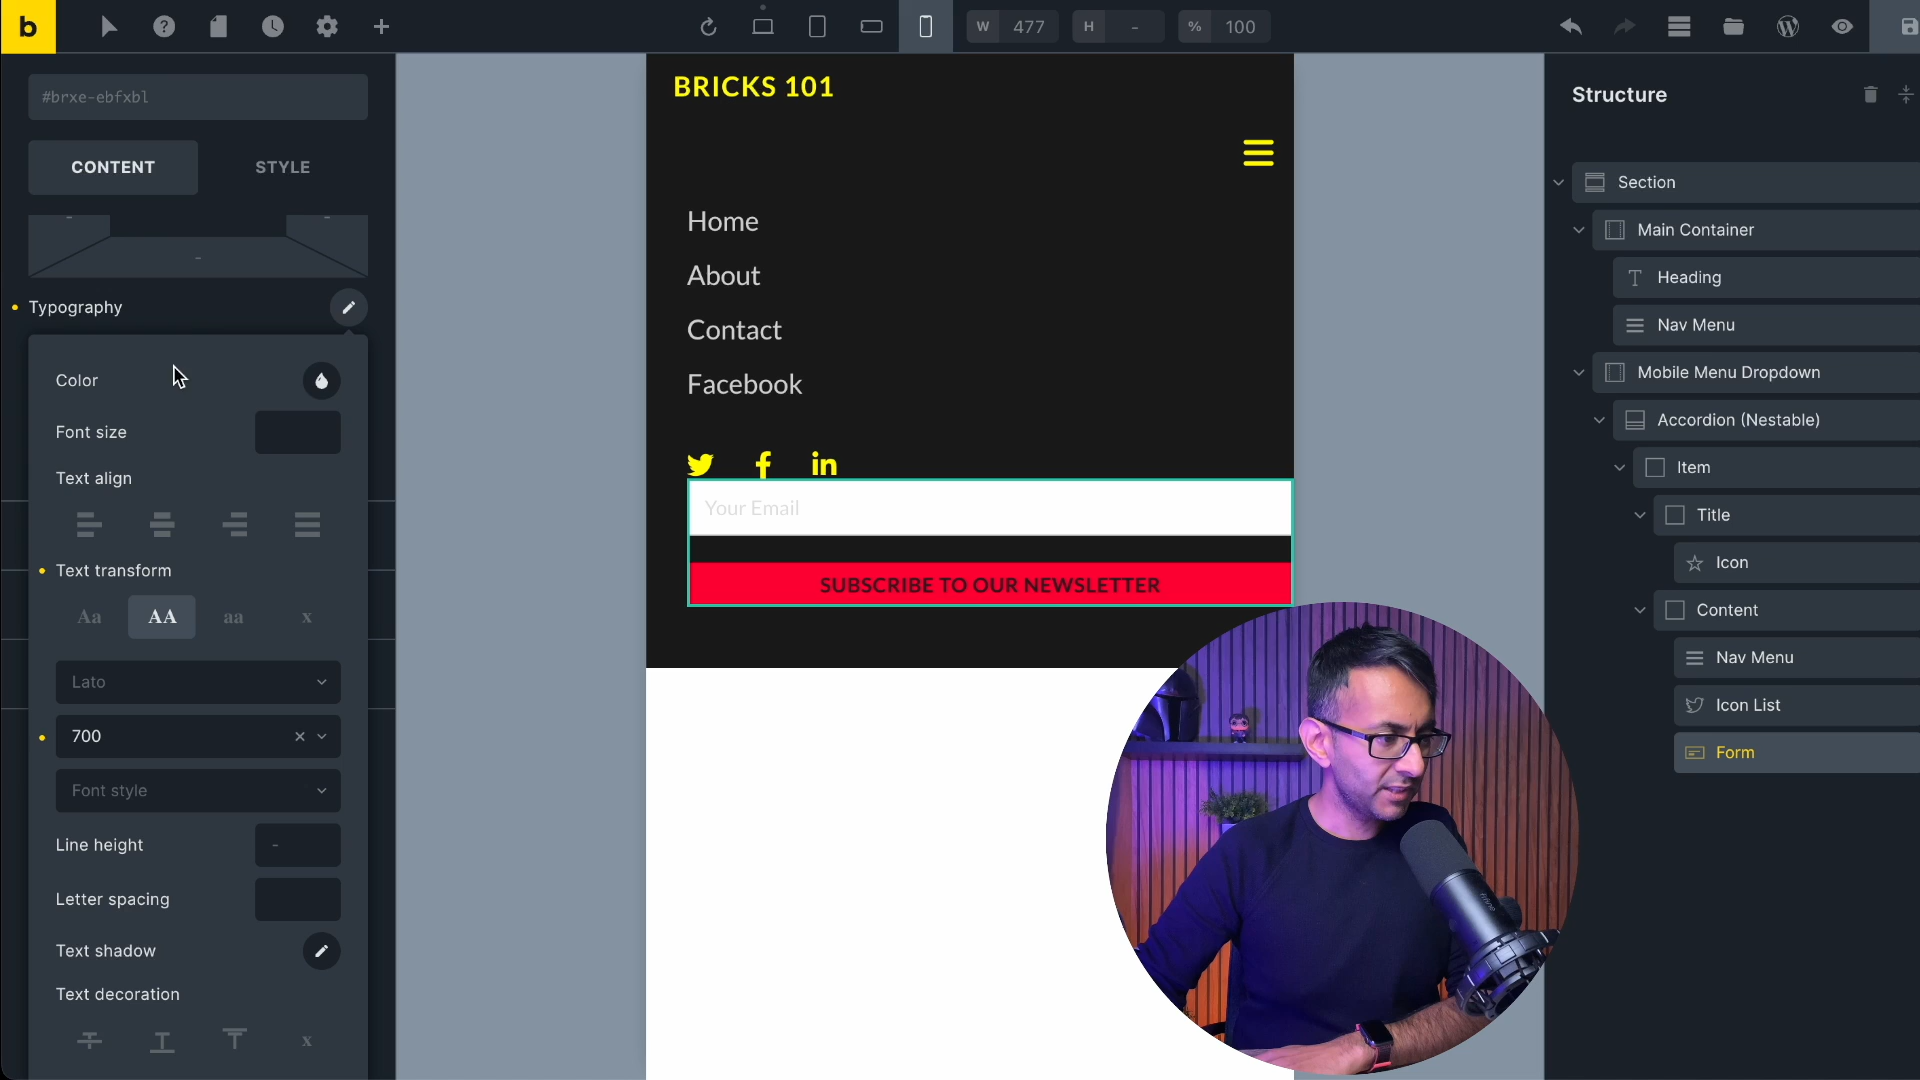 b
W 477 H - % 100
#brxe-ebfxbl
CONTENT STYLE
- -
-
Typography
Color
Font size
Text align
Text transform
Aa AA aa x
Lato
700
Font style
Line height -
Letter spacing
Text shadow
Text decoration
x
BRICKS 101
Home
About
Contact
Facebook
Your Email
SUBSCRIBE TO OUR NEWSLETTER
Structure
Section
Main Container
Heading
Nav Menu
Mobile Menu Dropdown
Accordion (Nestable)
Item
Title
Icon
Content
Nav Menu
Icon List
Form